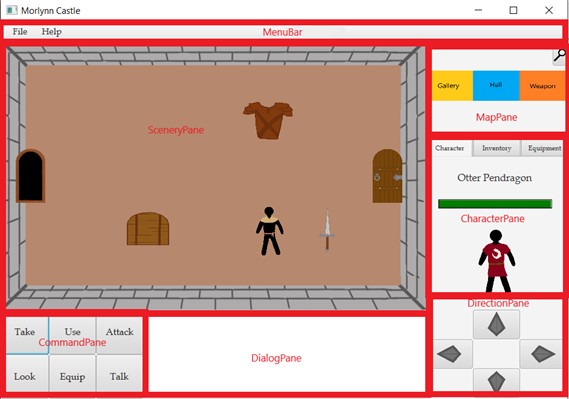 Morlynn Castle
File Help MenuBar
SceneryPane
Gallery Hall Weapon
MapPane
Character Inventory Equipment
Otter Pendragon
CharacterPane
DirectionPane
Take Use Attack
CommandPane
Look Equip Talk
DialogPane